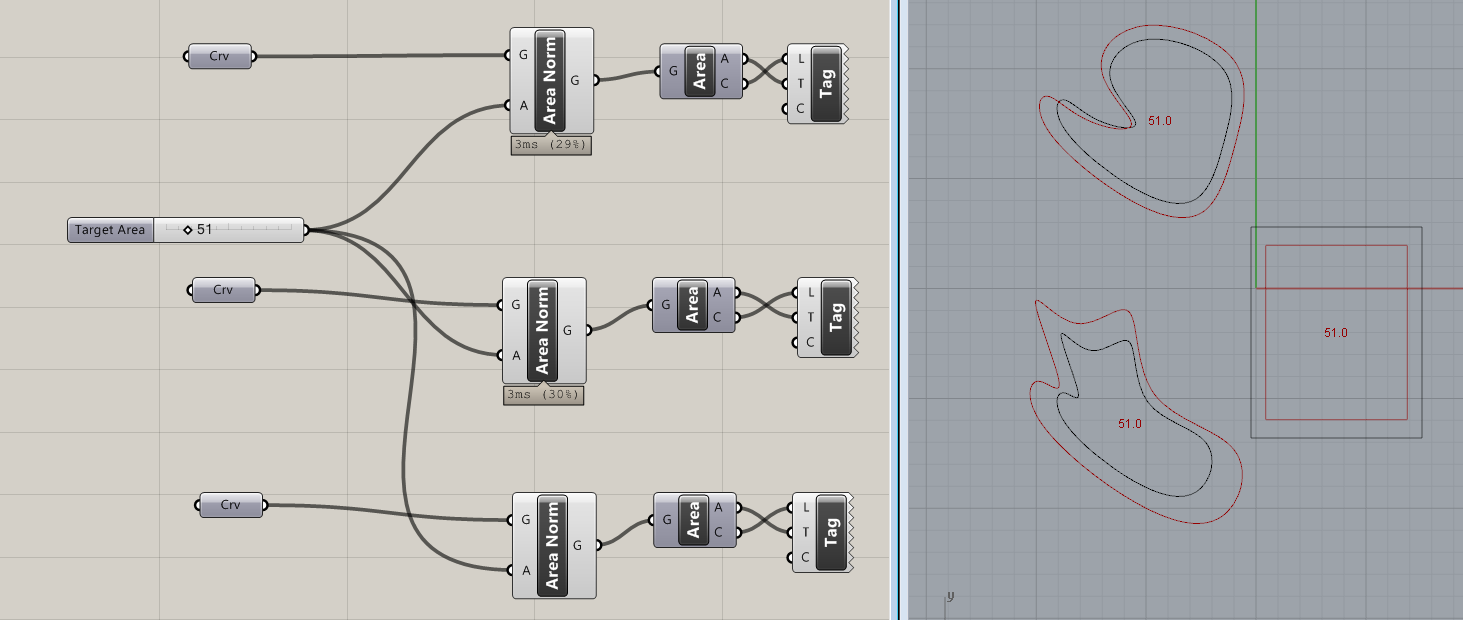 Crv
G
A
Area Norm
G
3ms (29%)
G
Area
A
C
L
T
C
Tag
51.0
Target Area
51
Crv
G
A
Area Norm
G
3ms (30%)
G
Area
A
C
L
T
C
Tag
51.0
51.0
Crv
G
A
Area Norm
G
G
Area
A
C
L
T
C
Tag
y